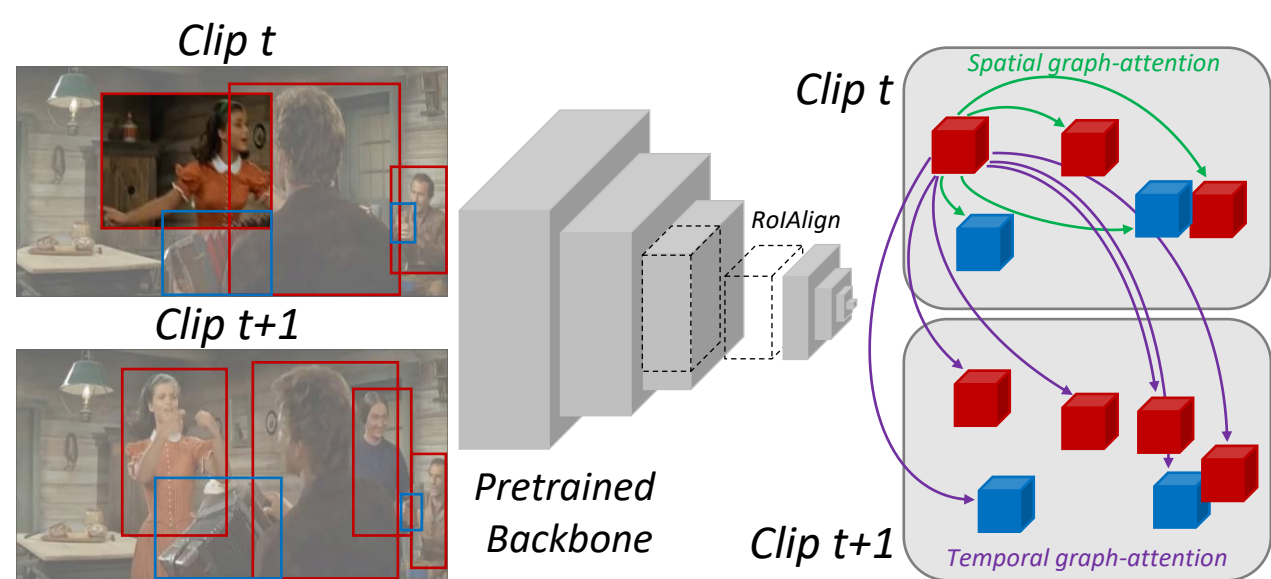 Clip t
Clip t+1
Pretrained
Backbone
RoIAlign
Clip t
Spatial graph-attention
Clip t+1
Temporal graph-attention